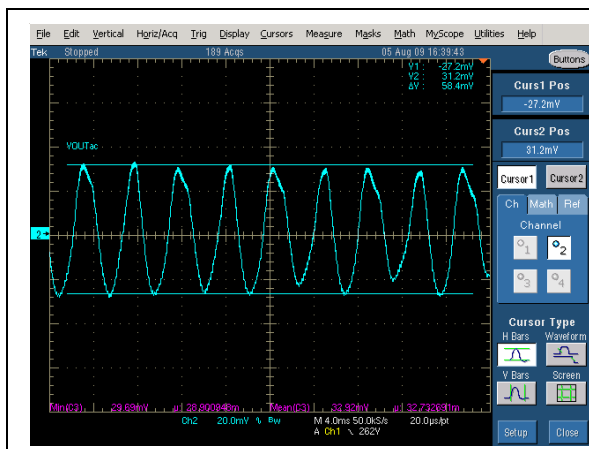 File Edit Vertical Horiz/Acq Trig Display Cursors Measure Masks Math MyScope Utilities Help
Tek Stopped 189 Acqs 05 Aug 09 16:39:43
Buttons
V1: -27.2mV
V2: 31.2mV
ΔV: 58.4mV
Curs1 Pos
-27.2mV
Curs2 Pos
31.2mV
VOUTac
Cursor1 Cursor2
Ch Math Ref
Channel
1 2
3 4
2
Cursor Type
H Bars Waveform
V Bars Screen
Ch2 20.0mV Bw M 4.0ms 50.0kS/s 20.0µs/pt
A Ch1 262V
Setup Close